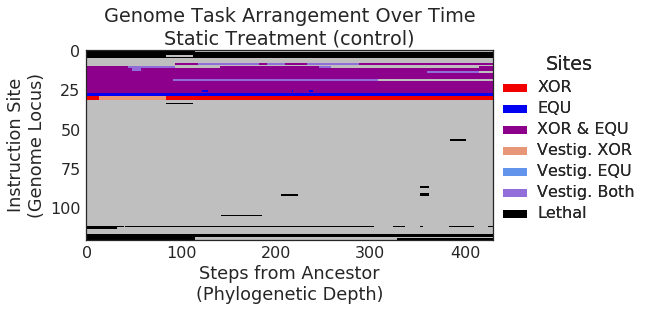 Genome Task Arrangement Over Time
Static Treatment (control)
Instruction Site
(Genome Locus)
0
25
50
75
100
0
100
200
300
400
Steps from Ancestor
(Phylogenetic Depth)
Sites
XOR
EQU
XOR & EQU
Vestig. XOR
Vestig. EQU
Vestig. Both
Lethal